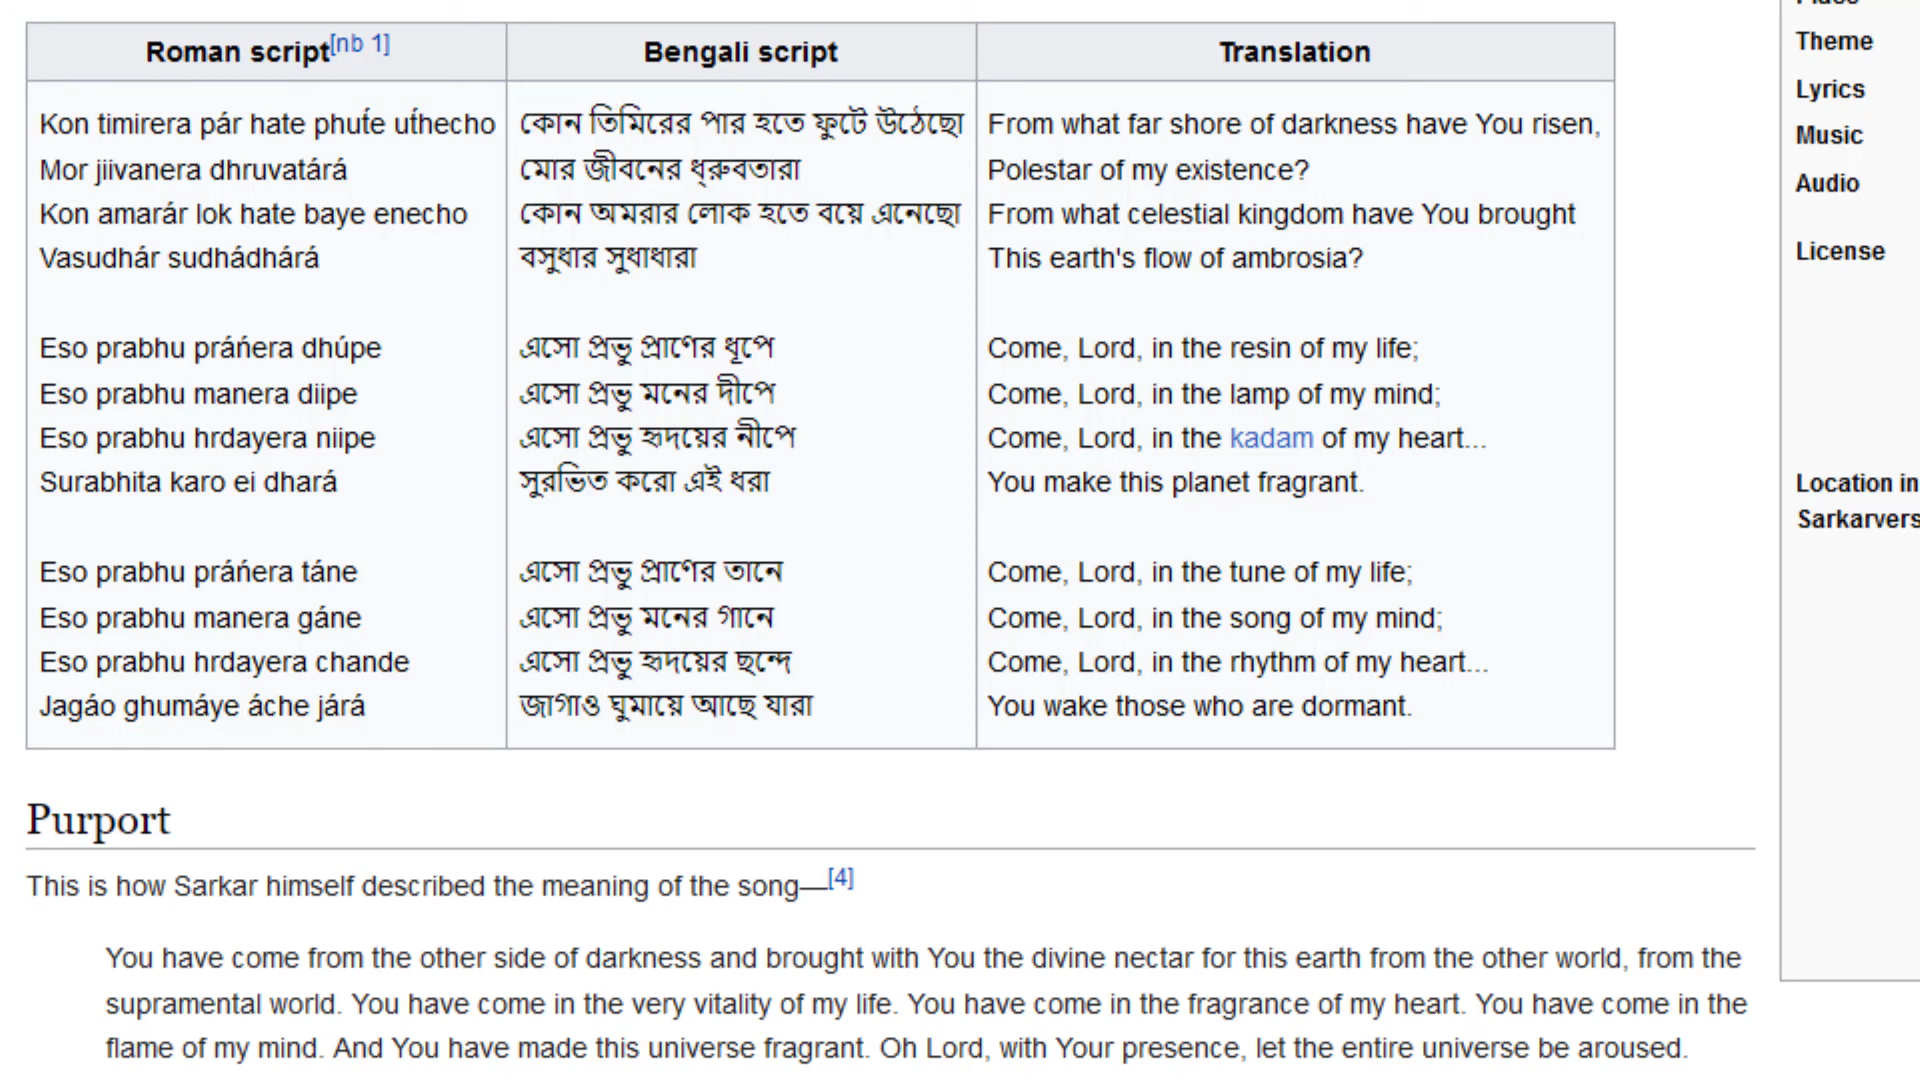 Place
Theme
Lyrics
Music
Audio
License
Location in
Sarkarvers
Roman script[nb 1]
Bengali script
Translation
Kon timirera pár hate phut́e ut́hecho
Mor jiivanera dhruvatárá
Kon amarár lok hate baye enecho
Vasudhár sudhádhárá
Eso prabhu práńera dhúpe
Eso prabhu manera diipe
Eso prabhu hrdayera niipe
Surabhita karo ei dhará
Eso prabhu práńera táne
Eso prabhu manera gáne
Eso prabhu hrdayera chande
Jagáo ghumáye áche járá
কোন তিমিরের পার হতে ফুটে উঠেছো
মোর জীবনের ধ্রুবতারা
কোন অমরার লোক হতে বয়ে এনেছো
বসুধার সুধাধারা
এসো প্রভু প্রাণের ধূপে
এসো প্রভু মনের দীপে
এসো প্রভু হৃদয়ের নীপে
সুরভিত করো এই ধরা
এসো প্রভু প্রাণের তানে
এসো প্রভু মনের গানে
এসো প্রভু হৃদয়ের ছন্দে
জাগাও ঘুমায়ে আছে যারা
From what far shore of darkness have You risen,
Polestar of my existence?
From what celestial kingdom have You brought
This earth's flow of ambrosia?
Come, Lord, in the resin of my life;
Come, Lord, in the lamp of my mind;
Come, Lord, in the kadam of my heart...
You make this planet fragrant.
Come, Lord, in the tune of my life;
Come, Lord, in the song of my mind;
Come, Lord, in the rhythm of my heart...
You wake those who are dormant.
Purport
This is how Sarkar himself described the meaning of the song—[4]
You have come from the other side of darkness and brought with You the divine nectar for this earth from the other world, from the
supramental world. You have come in the very vitality of my life. You have come in the fragrance of my heart. You have come in the
flame of my mind. And You have made this universe fragrant. Oh Lord, with Your presence, let the entire universe be aroused.